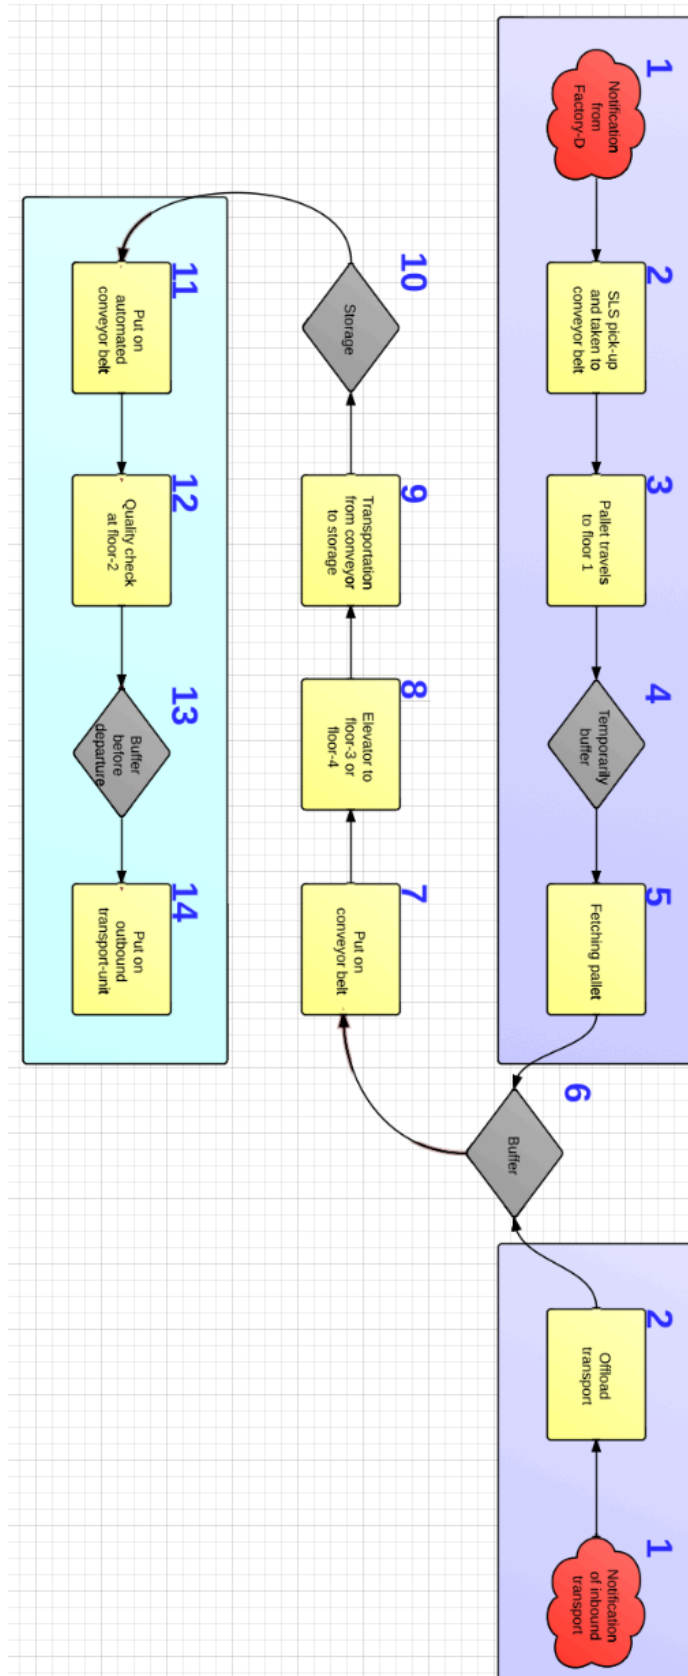 1
Notification
from
Factory-D
2
SLS pick-up
and taken to
conveyor belt
3
Pallet travels
to floor 1
4
Temporarily
buffer
5
Fetching pallet
6
Buffer
2
Offload
transport
1
Notification
of inbound
transport
7
Put on
conveyor belt
8
Elevator to
floor-3 or
floor-4
9
Transportation
from conveyor
to storage
10
Storage
11
Put on
automated
conveyor belt
12
Quality check
at floor-2
13
Buffer
before
departure
14
Put on
outbound
transport-unit